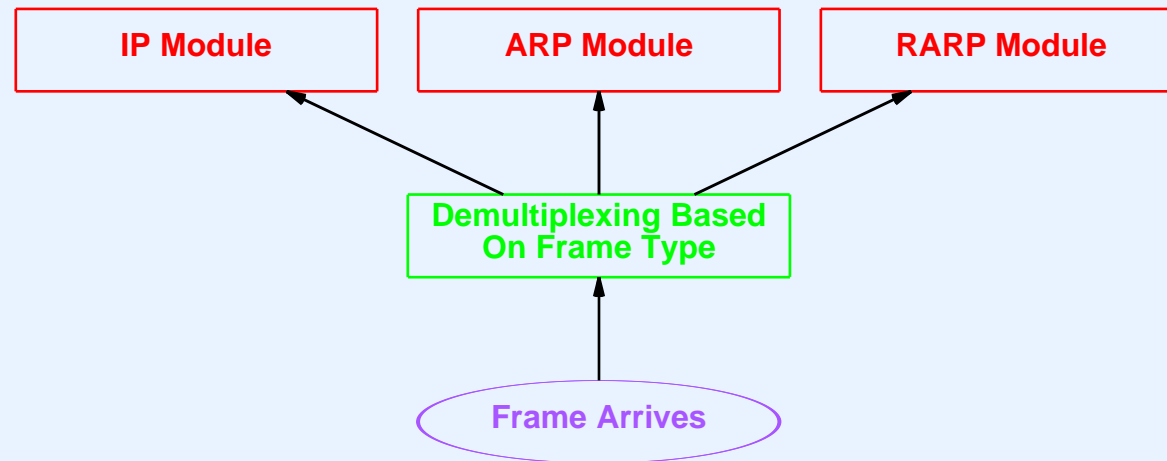 IP Module
ARP Module
RARP Module
Demultiplexing Based
On Frame Type
Frame Arrives